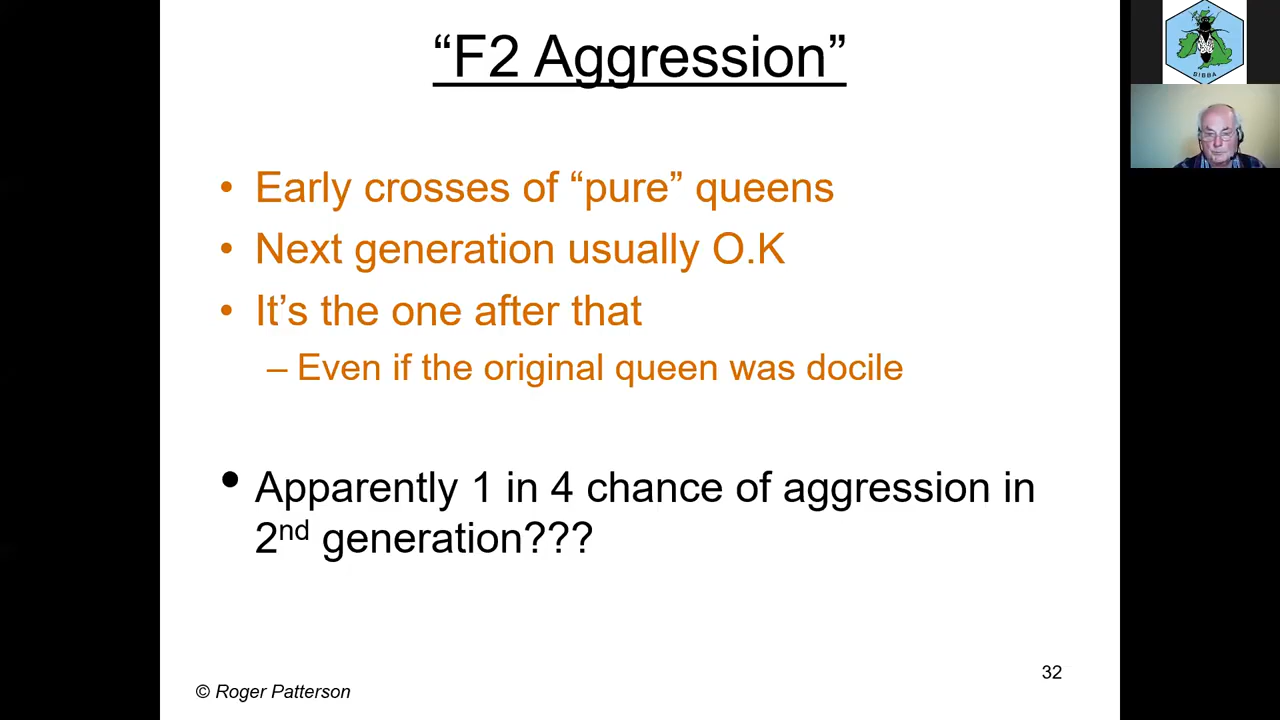 “F2 Aggression”
• Early crosses of “pure” queens
• Next generation usually O.K
• It’s the one after that
– Even if the original queen was docile
• Apparently 1 in 4 chance of aggression in
2nd generation???
32
© Roger Patterson
BIBBA